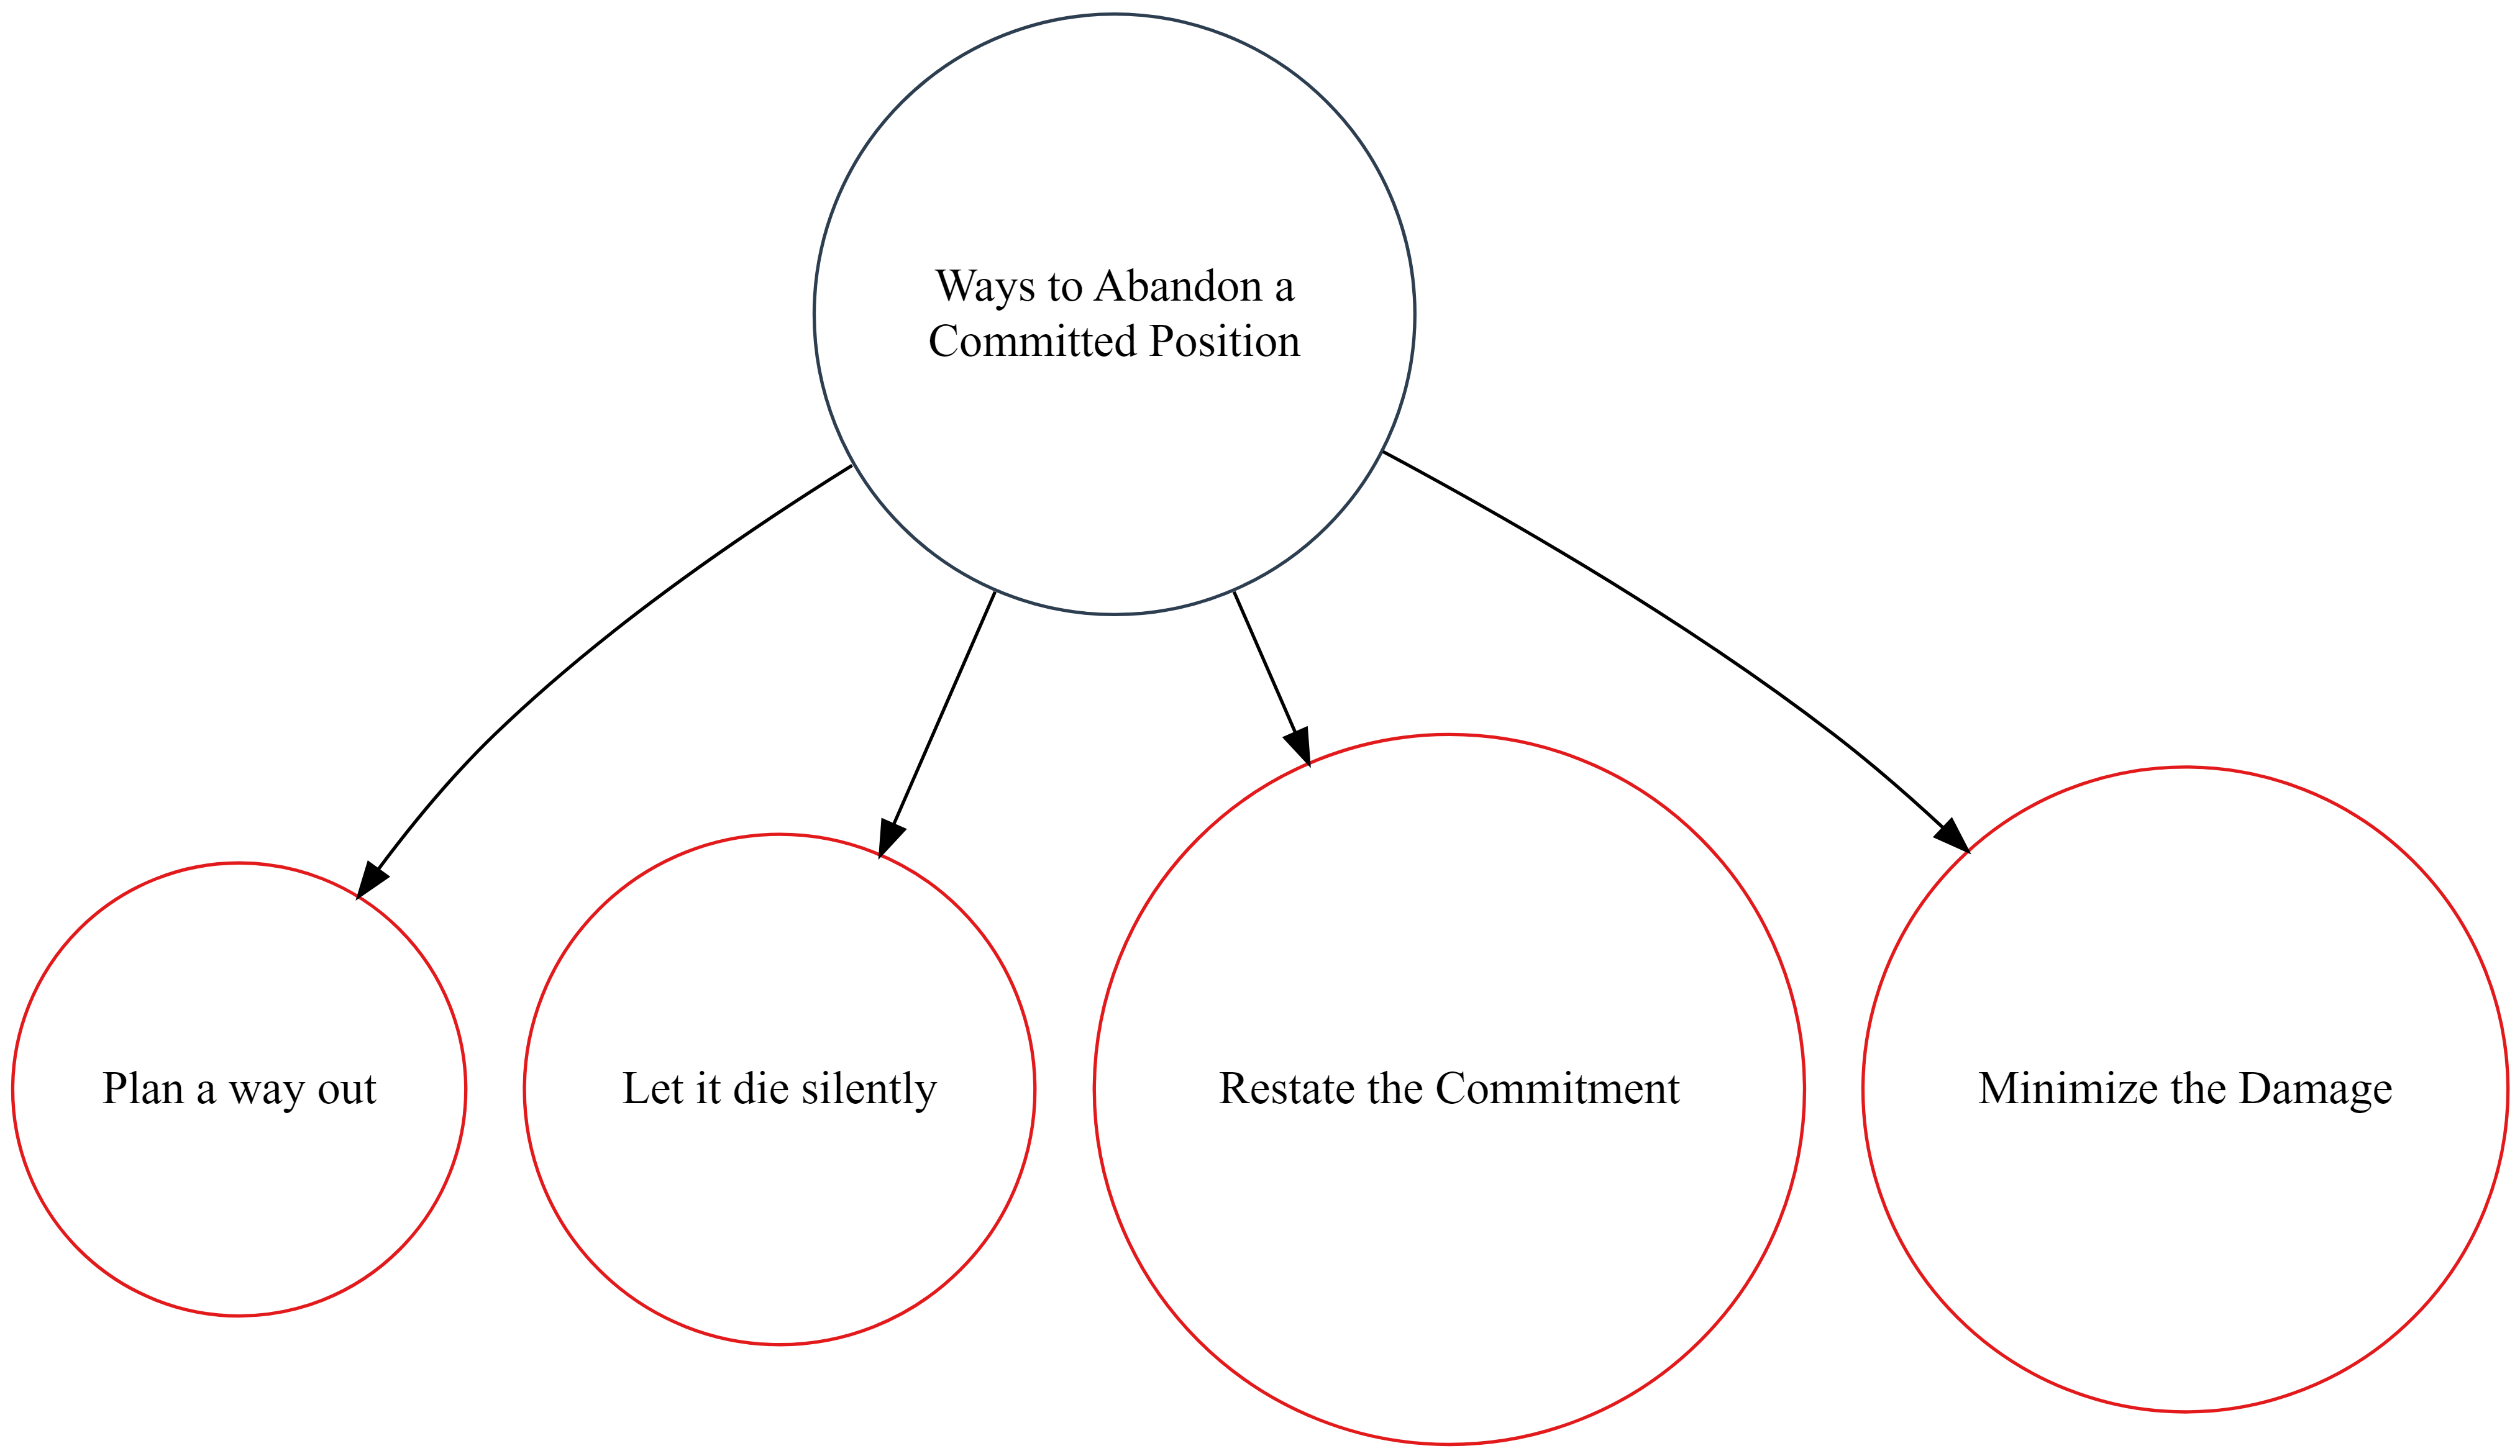 Ways to Abandon a
Committed Position
Plan a way out
Let it die silently
Restate the Commitment
Minimize the Damage